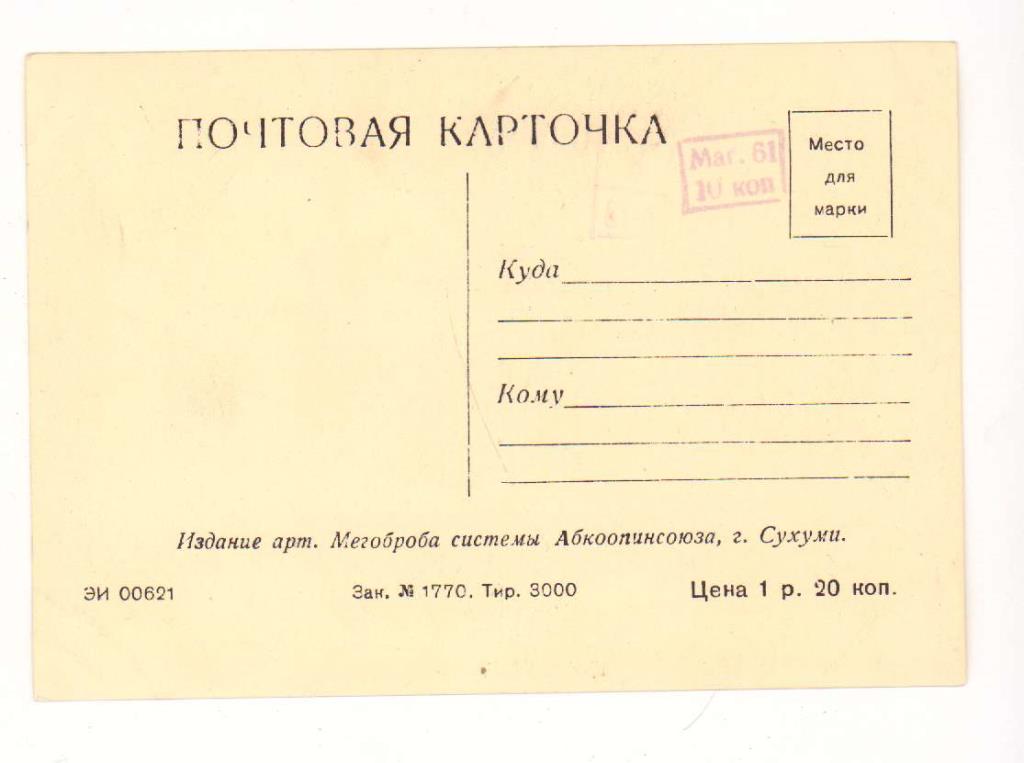 ПОЧТОВАЯ КАРТОЧКА
Маг. 61
10 коп
Место
для
марки
Куда
Кому
Издание арт. Мегоброба системы Абкоопинсоюза, г. Сухуми.
ЭИ 00621 Зак. № 1770. Тир. 3000 Цена 1 р. 20 коп.